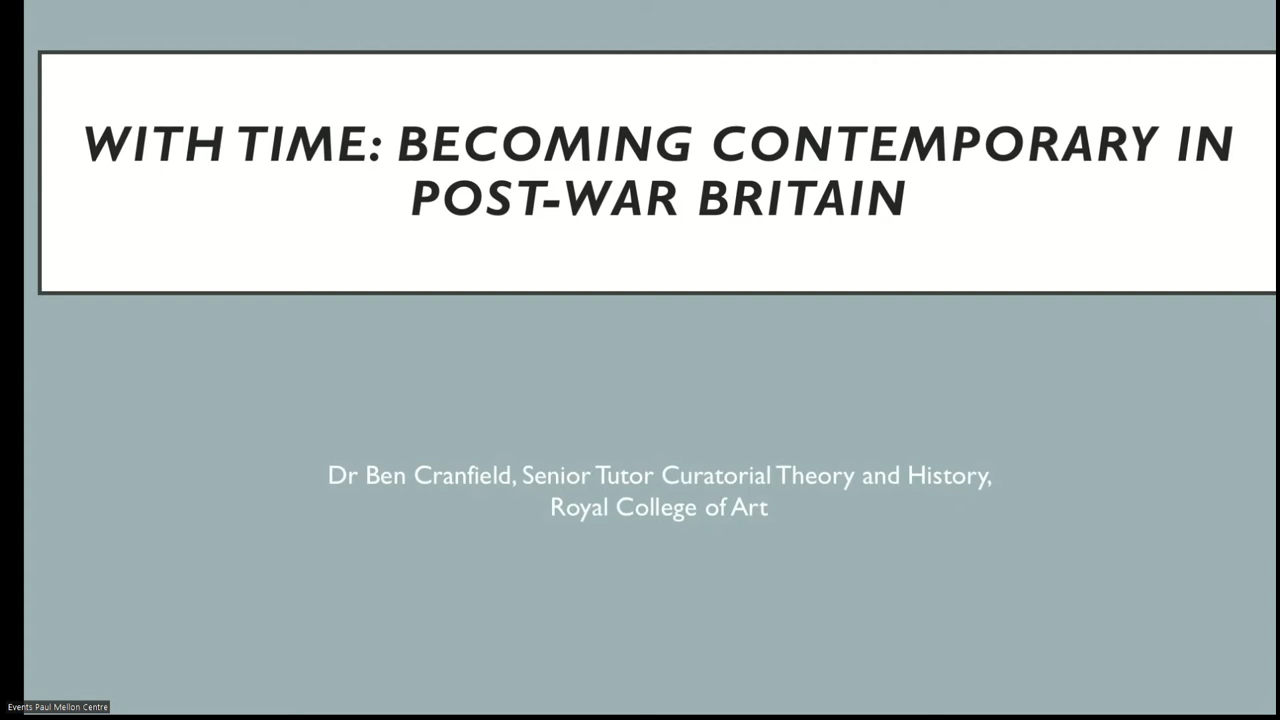 WITH TIME: BECOMING CONTEMPORARY IN
POST-WAR BRITAIN
Dr Ben Cranfield, Senior Tutor Curatorial Theory and History,
Royal College of Art
Events Paul Mellon Centre